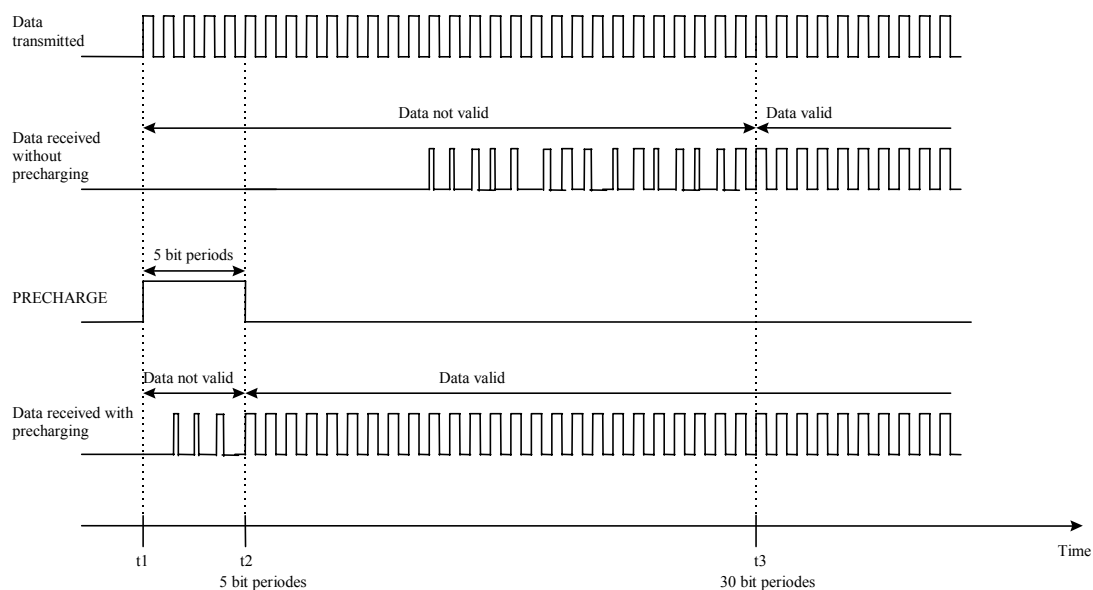 Data
transmitted
Data not valid
Data valid
Data received
without
precharging
5 bit periods
PRECHARGE
Data not valid
Data valid
Data received with
precharging
t1
t2
t3
Time
5 bit periodes
30 bit periodes